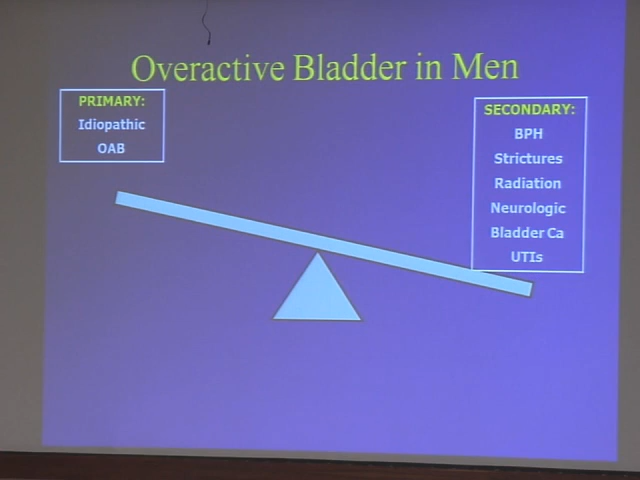 Overactive Bladder in Men
PRIMARY:
Idiopathic
OAB
SECONDARY:
BPH
Strictures
Radiation
Neurologic
Bladder Ca
UTIs